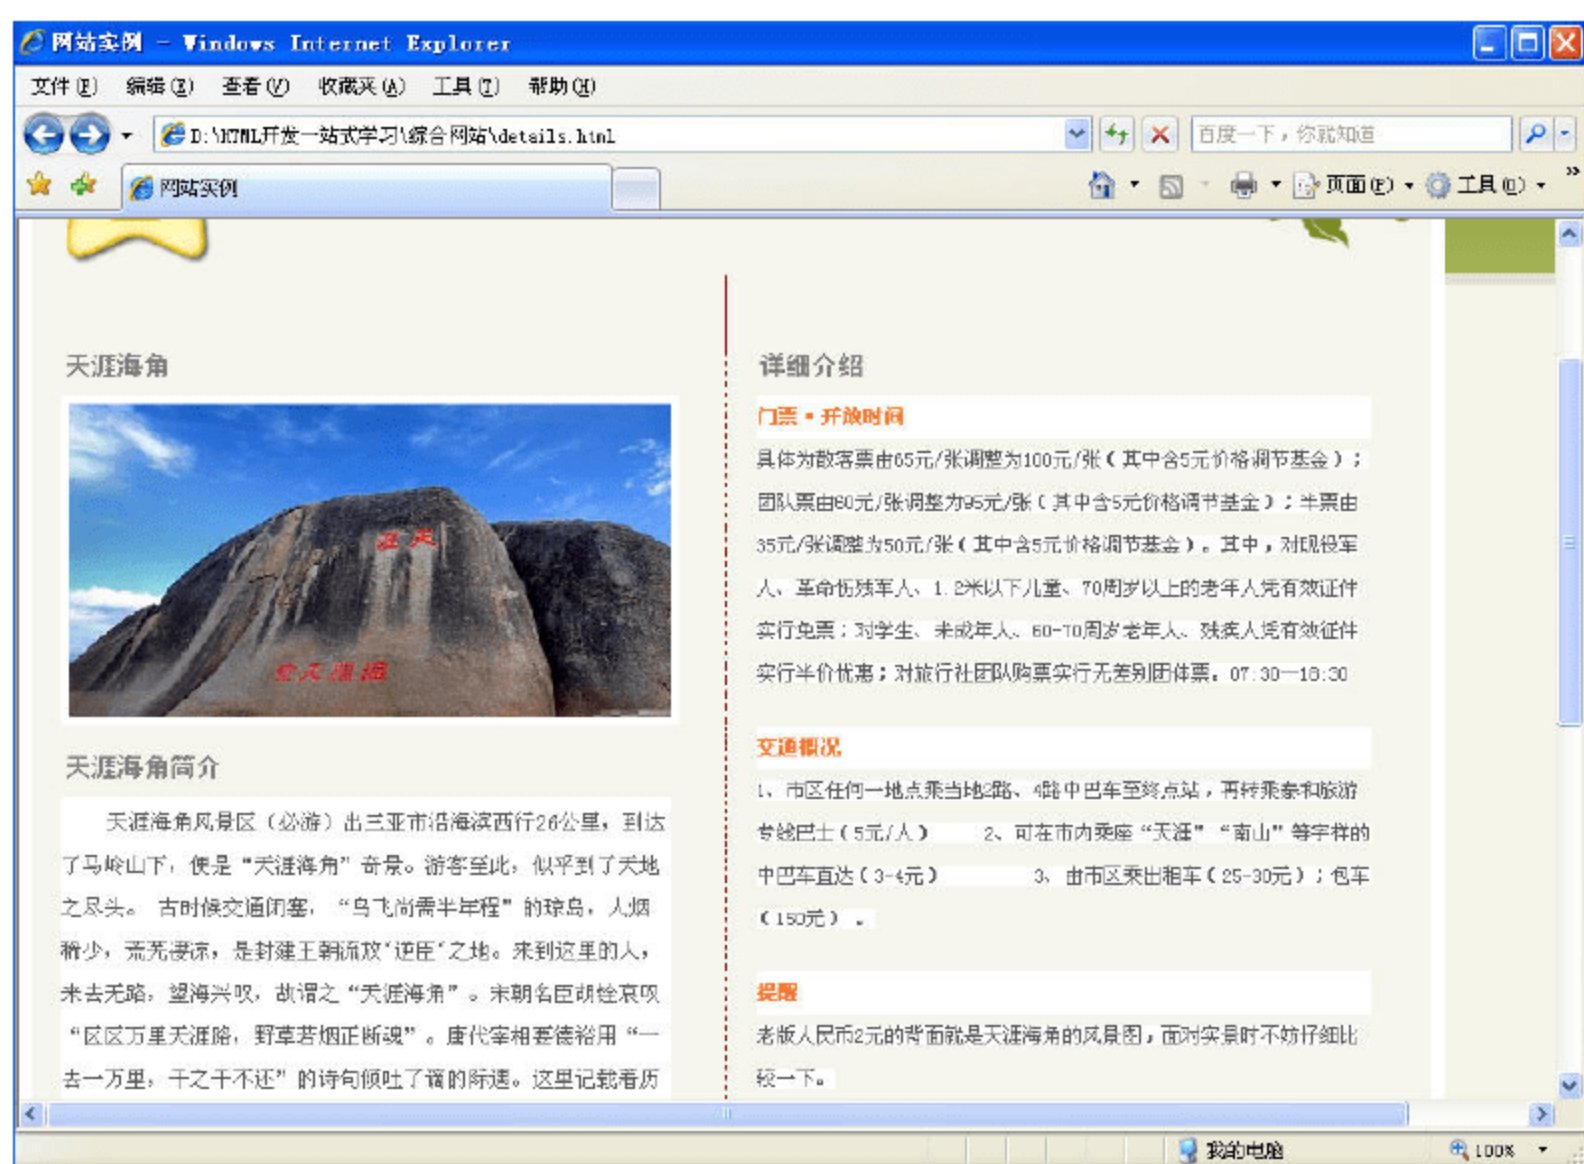 网站实例 - Windows Internet Explorer
文件(F) 编辑(E) 查看(V) 收藏夹(A) 工具(T) 帮助(H)
D:\HTML开发一站式学习\综合网站\details.html
百度一下，你就知道
网站实例
页面(P)
工具(O)
天涯海角
天涯
海天
天涯海角简介
天涯海角风景区（必游）出三亚市沿海滨西行26公里，到达
了马岭山下，便是“天涯海角”奇景。游客至此，似乎到了天地
之尽头。 古时候交通闭塞，“鸟飞尚需半年程”的琼岛，人烟
稀少，荒芜凄凉，是封建王朝流放‘逆臣‘之地。来到这里的人，
来去无路，望海兴叹，故谓之“天涯海角”。宋朝名臣胡铨哀叹
“区区万里天涯路，野草若烟正断魂”。唐代宰相李德裕用“一
去一万里，千之千不还”的诗句倾吐了谪的际遇。这里记载着历
详细介绍
门票·开放时间
具体为散客票由65元/张调整为100元/张（其中含5元价格调节基金）；
团队票由60元/张调整为95元/张（其中含5元价格调节基金）；半票由
35元/张调整为50元/张（其中含5元价格调节基金）。其中，对现役军
人、革命伤残军人、1.2米以下儿童、70周岁以上的老年人凭有效证件
实行免票；对学生、未成年人、60-70周岁老年人、残疾人凭有效证件
实行半价优惠；对旅行社团队购票实行无差别团体票。07:30—18:30
交通概况
1、市区任何一地点乘当地2路、4路中巴车至终点站，再转乘泰和旅游
专线巴士（5元/人） 2、可在市内乘座“天涯”“南山”等字样的
中巴车直达（3-4元） 3、由市区乘出租车（25-30元）；包车
（150元）。
提醒
老版人民币2元的背面就是天涯海角的风景图，面对实景时不妨仔细比
较一下。
我的电脑
100%